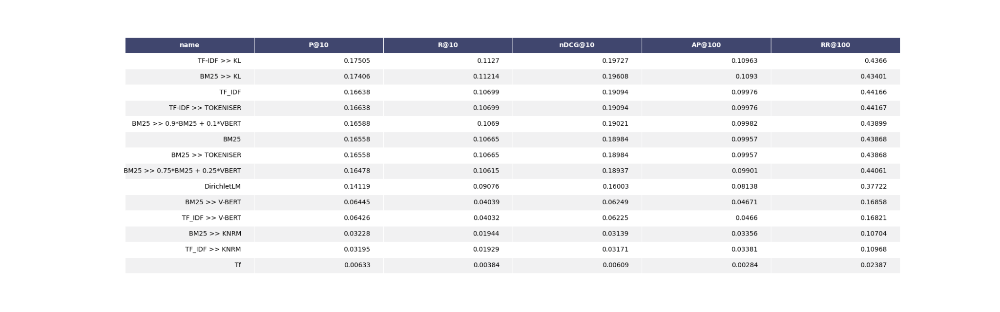 name P@10 R@10 nDCG@10 AP@100 RR@100
TF-IDF >> KL 0.17505 0.1127 0.19727 0.10963 0.4366
BM25 >> KL 0.17406 0.11214 0.19608 0.1093 0.43401
TF_IDF 0.16638 0.10699 0.19094 0.09976 0.44166
TF-IDF >> TOKENISER 0.16638 0.10699 0.19094 0.09976 0.44167
BM25 >> 0.9*BM25 + 0.1*VBERT 0.16588 0.1069 0.19021 0.09982 0.43899
BM25 0.16558 0.10665 0.18984 0.09957 0.43868
BM25 >> TOKENISER 0.16558 0.10665 0.18984 0.09957 0.43868
BM25 >> 0.75*BM25 + 0.25*VBERT 0.16478 0.10615 0.18937 0.09901 0.44061
DirichletLM 0.14119 0.09076 0.16003 0.08138 0.37722
BM25 >> V-BERT 0.06445 0.04039 0.06249 0.04671 0.16858
TF_IDF >> V-BERT 0.06426 0.04032 0.06225 0.0466 0.16821
BM25 >> KNRM 0.03228 0.01944 0.03139 0.03356 0.10704
TF_IDF >> KNRM 0.03195 0.01929 0.03171 0.03381 0.10968
Tf 0.00633 0.00384 0.00609 0.00284 0.02387